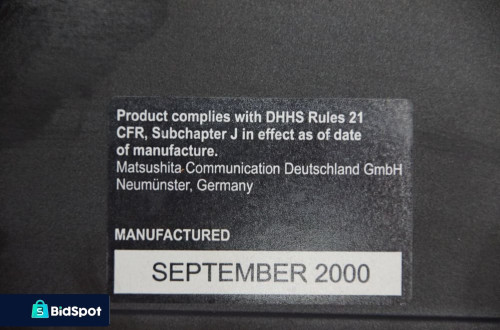 Product complies with DHHS Rules 21
CFR, Subchapter J in effect as of date
of manufacture.
Matsushita Communication Deutschland GmbH
Neumünster, Germany
MANUFACTURED
SEPTEMBER 2000
S BidSpot